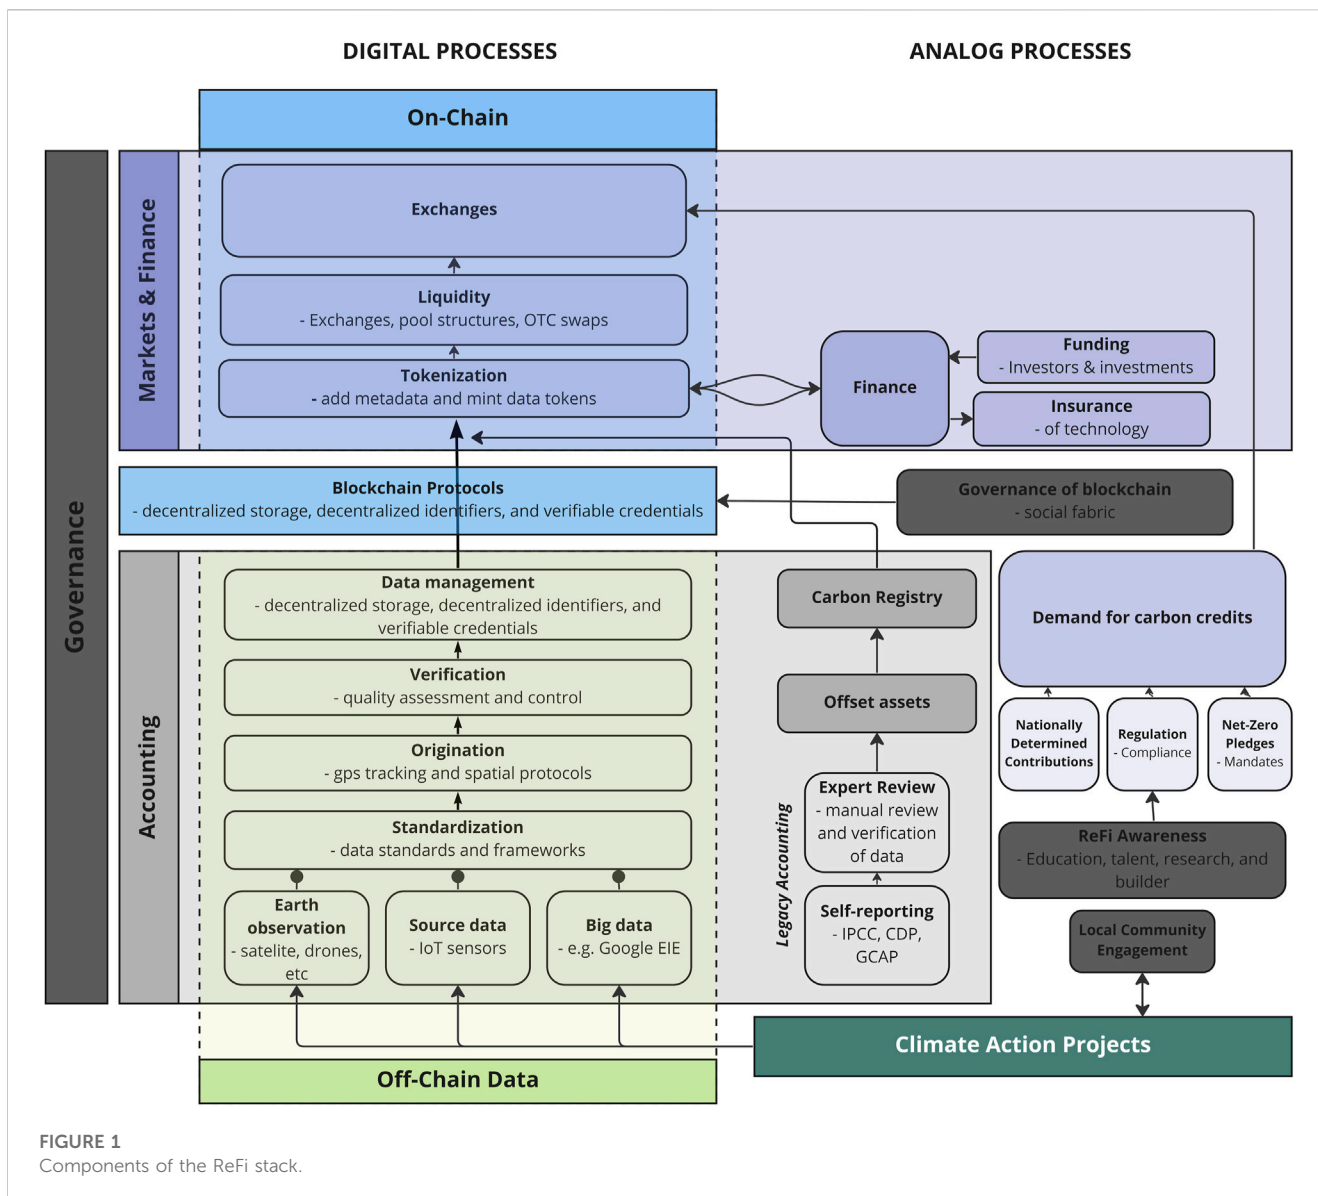 DIGITAL PROCESSES
ANALOG PROCESSES
On-Chain
Governance
Markets & Finance
Exchanges
Liquidity
- Exchanges, pool structures, OTC swaps
Tokenization
- add metadata and mint data tokens
Finance
Funding
- Investors & investments
Insurance
- of technology
Blockchain Protocols
- decentralized storage, decentralized identifiers, and verifiable credentials
Governance of blockchain
- social fabric
Accounting
Data management
- decentralized storage, decentralized identifiers, and
verifiable credentials
Verification
- quality assessment and control
Origination
- gps tracking and spatial protocols
Standardization
- data standards and frameworks
Earth
observation
- satelite, drones,
etc
Source data
- IoT sensors
Big data
- e.g. Google EIE
Carbon Registry
Offset assets
Legacy Accounting
Expert Review
- manual review
and verification
of data
Self-reporting
- IPCC, CDP,
GCAP
Demand for carbon credits
Nationally
Determined
Contributions
Regulation
- Compliance
Net-Zero
Pledges
- Mandates
ReFi Awareness
- Education, talent, research, and
builder
Local Community
Engagement
Climate Action Projects
Off-Chain Data
FIGURE 1
Components of the ReFi stack.